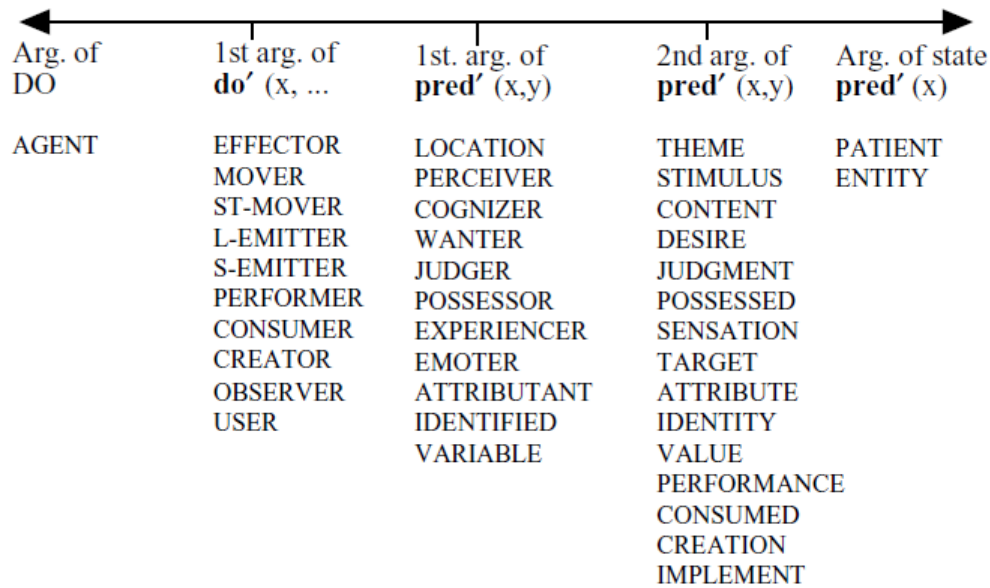 Arg. of 1st arg. of 1st. arg. of 2nd arg. of Arg. of state
DO do′ (x, ... pred′ (x,y) pred′ (x,y) pred′ (x)
AGENT EFFECTOR LOCATION THEME PATIENT
MOVER PERCEIVER STIMULUS ENTITY
ST-MOVER COGNIZER CONTENT
L-EMITTER WANTER DESIRE
S-EMITTER JUDGER JUDGMENT
PERFORMER POSSESSOR POSSESSED
CONSUMER EXPERIENCER SENSATION
CREATOR EMOTER TARGET
OBSERVER ATTRIBUTANT ATTRIBUTE
USER IDENTIFIED IDENTITY
VARIABLE VALUE
PERFORMANCE
CONSUMED
CREATION
IMPLEMENT